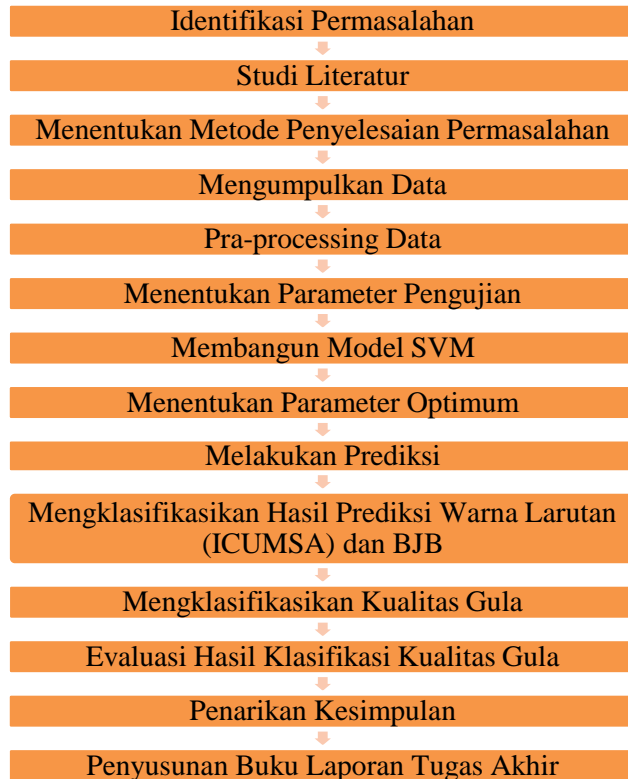 Identifikasi Permasalahan
Studi Literatur
Menentukan Metode Penyelesaian Permasalahan
Mengumpulkan Data
Pra-processing Data
Menentukan Parameter Pengujian
Membangun Model SVM
Menentukan Parameter Optimum
Melakukan Prediksi
Mengklasifikasikan Hasil Prediksi Warna Larutan
(ICUMSA) dan BJB
Mengklasifikasikan Kualitas Gula
Evaluasi Hasil Klasifikasi Kualitas Gula
Penarikan Kesimpulan
Penyusunan Buku Laporan Tugas Akhir